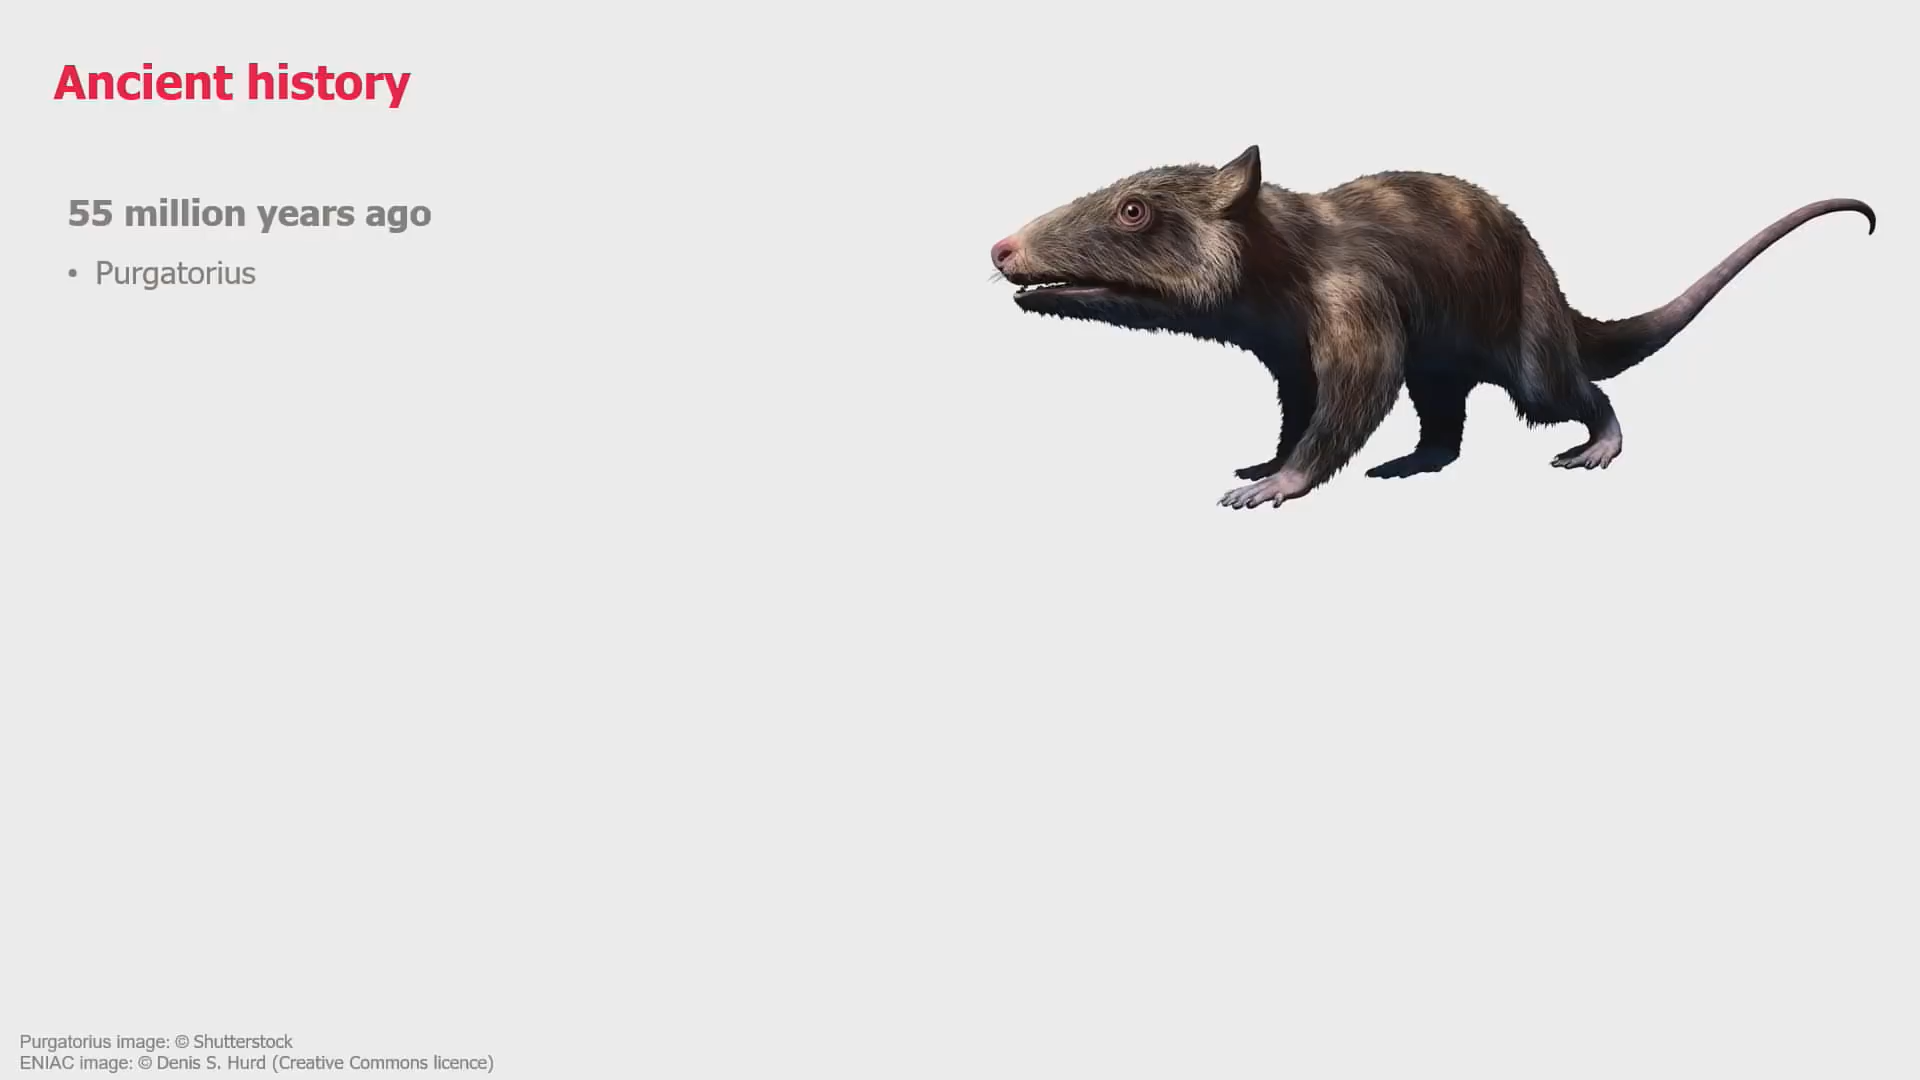 Ancient history
55 million years ago
• Purgatorius
Purgatorius image: © Shutterstock
ENIAC image: © Denis S. Hurd (Creative Commons licence)